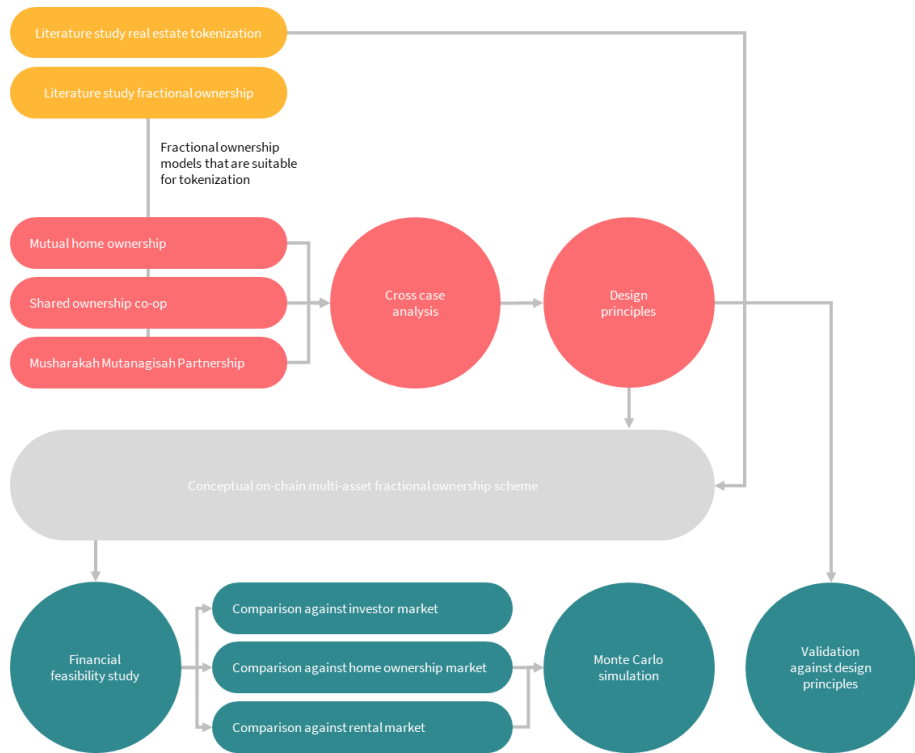 Literature study real estate tokenization
Literature study fractional ownership
Fractional ownership
models that are suitable
for tokenization
Mutual home ownership
Shared ownership co-op
Musharakah Mutanagisah Partnership
Cross case
analysis
Design
principles
Conceptual on-chain multi-asset fractional ownership scheme
Financial
feasibility study
Comparison against investor market
Comparison against home ownership market
Comparison against rental market
Monte Carlo
simulation
Validation
against design
principles